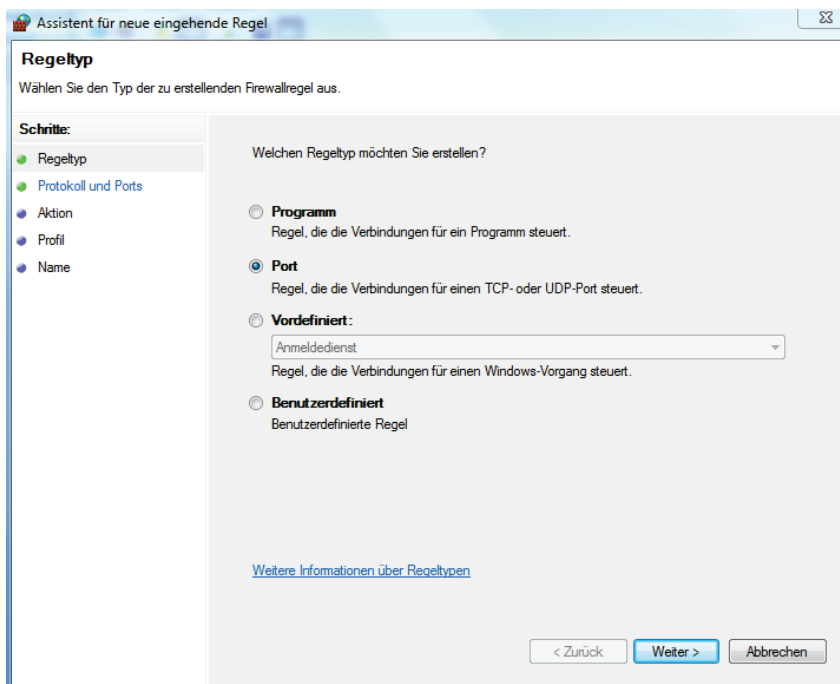 Assistent für neue eingehende Regel
Regeltyp
Wählen Sie den Typ der zu erstellenden Firewallregel aus.
Schritte:
Regeltyp
Protokoll und Ports
Aktion
Profil
Name
Welchen Regeltyp möchten Sie erstellen?
Programm
Regel, die die Verbindungen für ein Programm steuert.
Port
Regel, die die Verbindungen für einen TCP- oder UDP-Port steuert.
Vordefiniert:
Anmeldedienst
Regel, die die Verbindungen für einen Windows-Vorgang steuert.
Benutzerdefiniert
Benutzerdefinierte Regel
Weitere Informationen über Regeltypen
< Zurück
Weiter >
Abbrechen